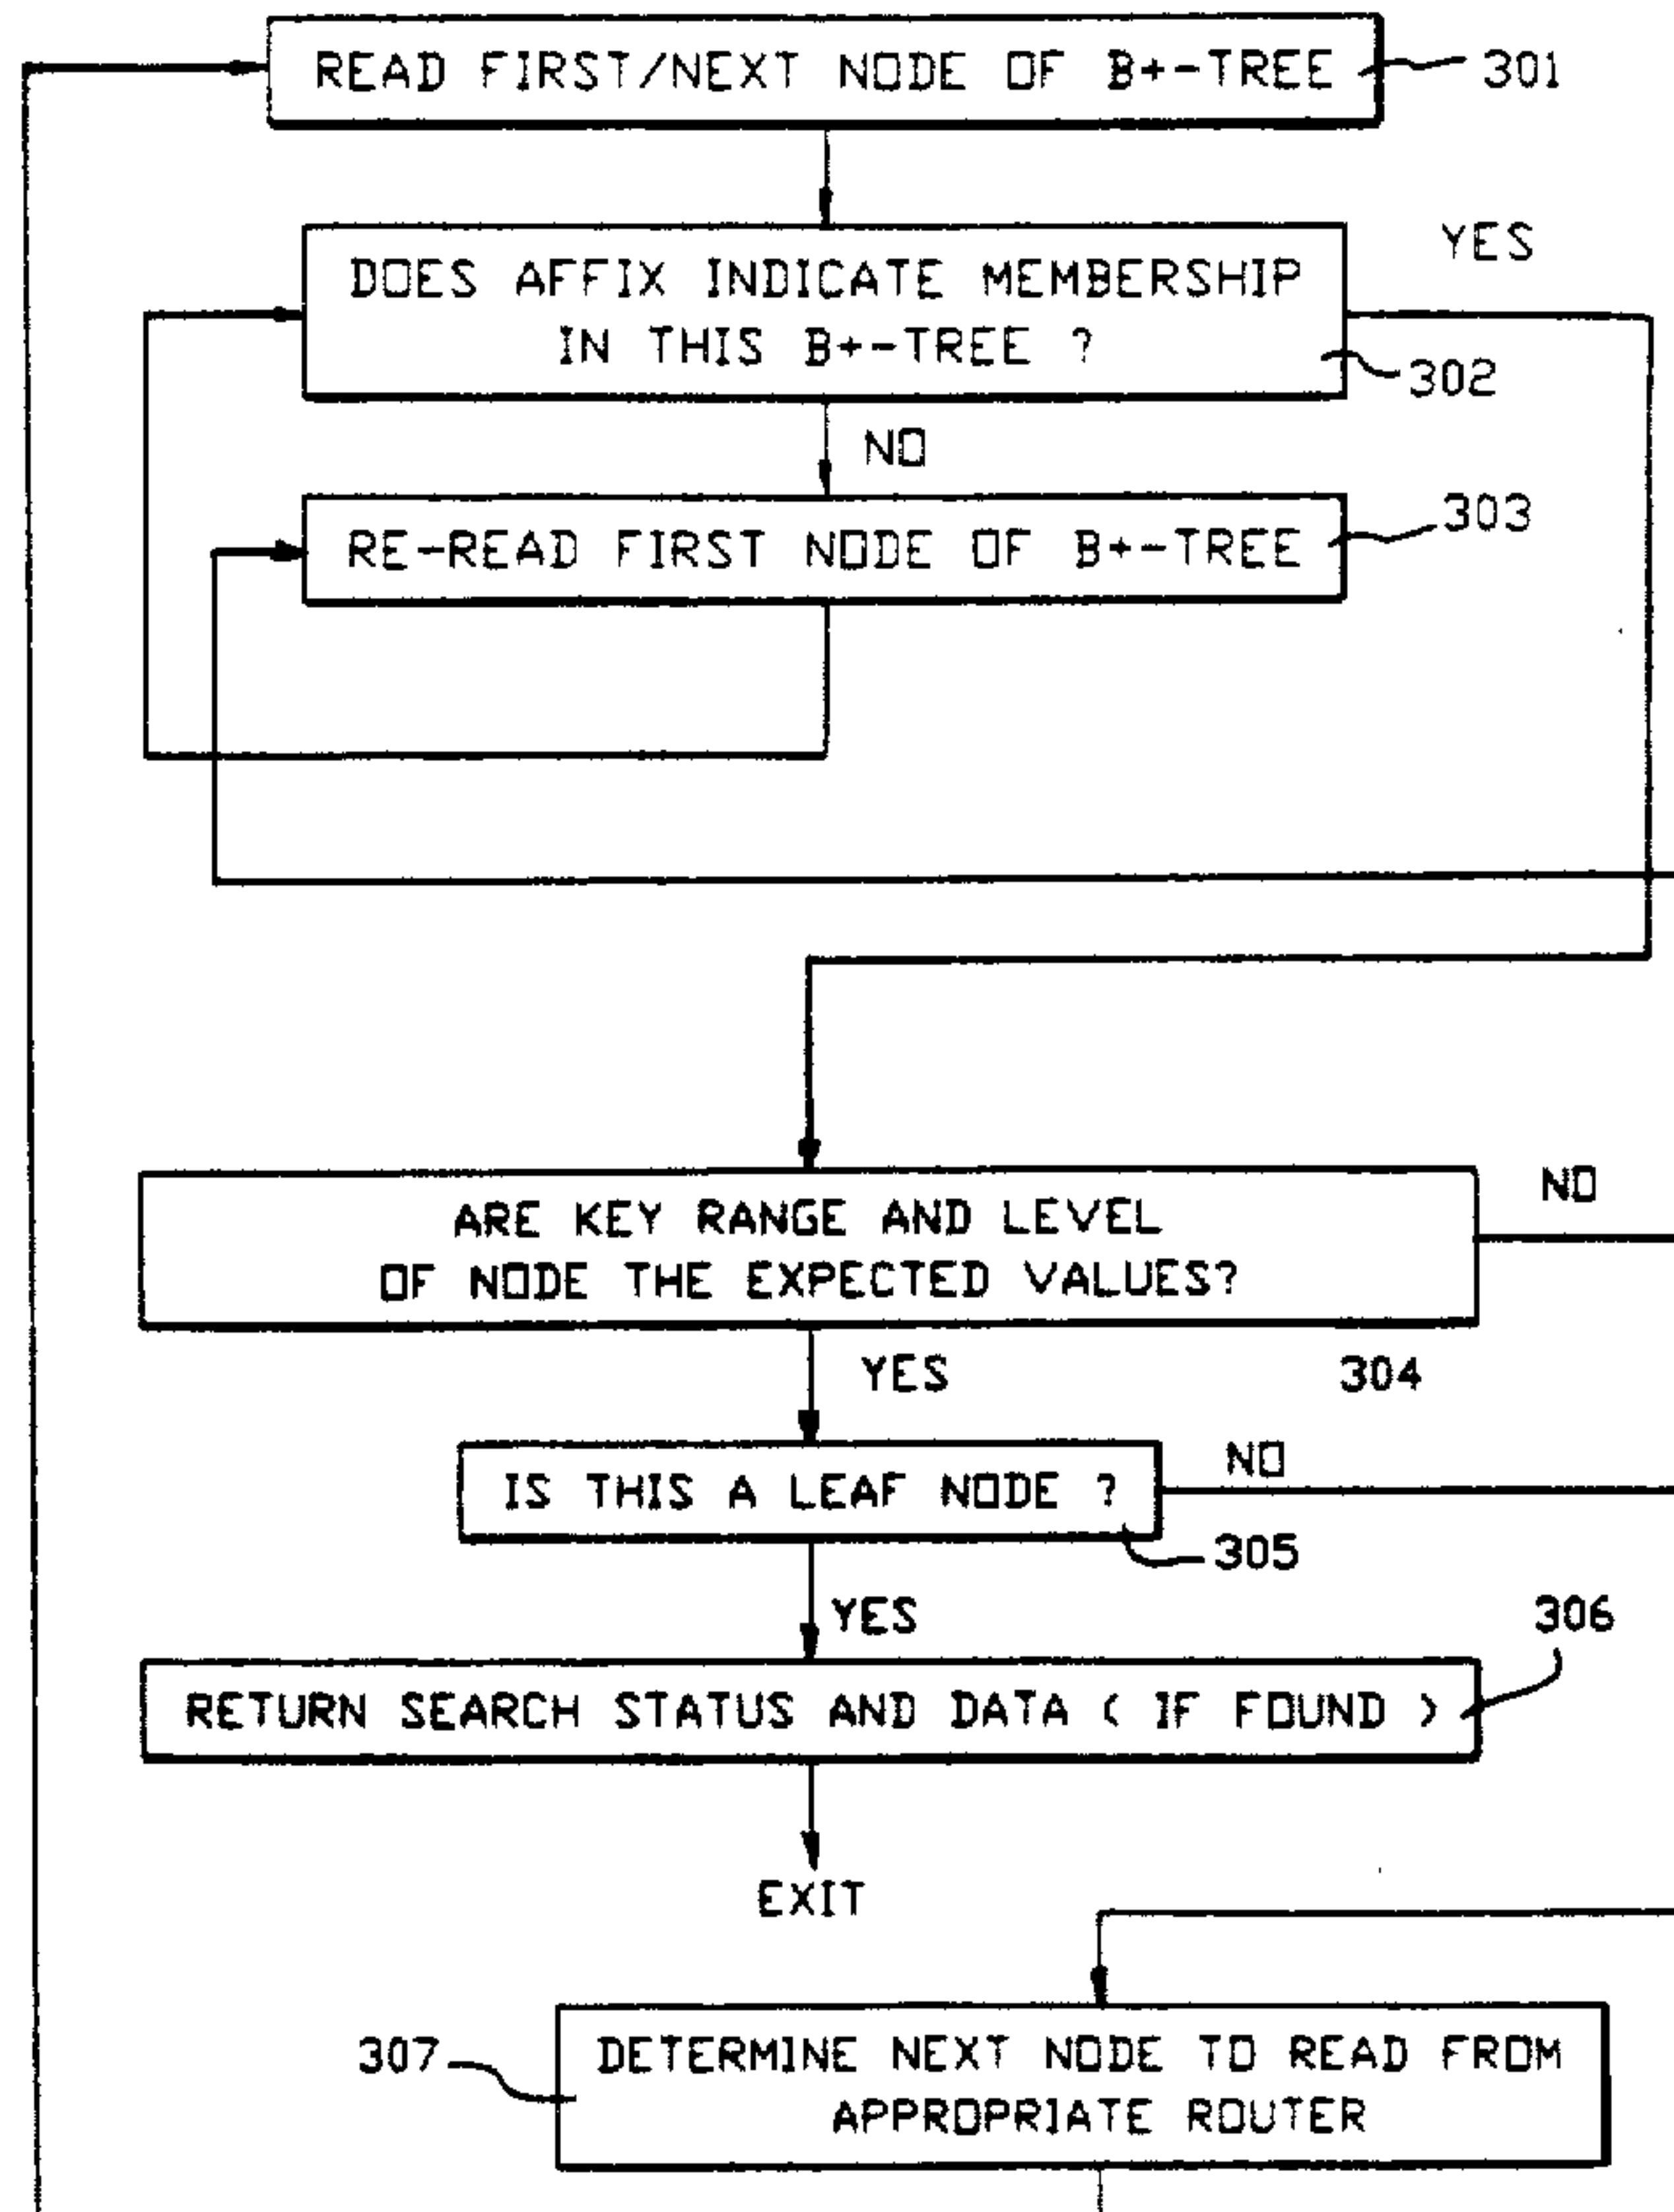 READ FIRST/NEXT NODE OF B+-TREE
301
YES
DOES AFFIX INDICATE MEMBERSHIP
IN THIS B+-TREE ?
302
NO
303
RE-READ FIRST NODE OF B+-TREE
NO
ARE KEY RANGE AND LEVEL
OF NODE THE EXPECTED VALUES?
YES
304
NO
IS THIS A LEAF NODE ?
305
YES
306
RETURN SEARCH STATUS AND DATA ( IF FOUND )
EXIT
307
DETERMINE NEXT NODE TO READ FROM
APPROPRIATE ROUTER